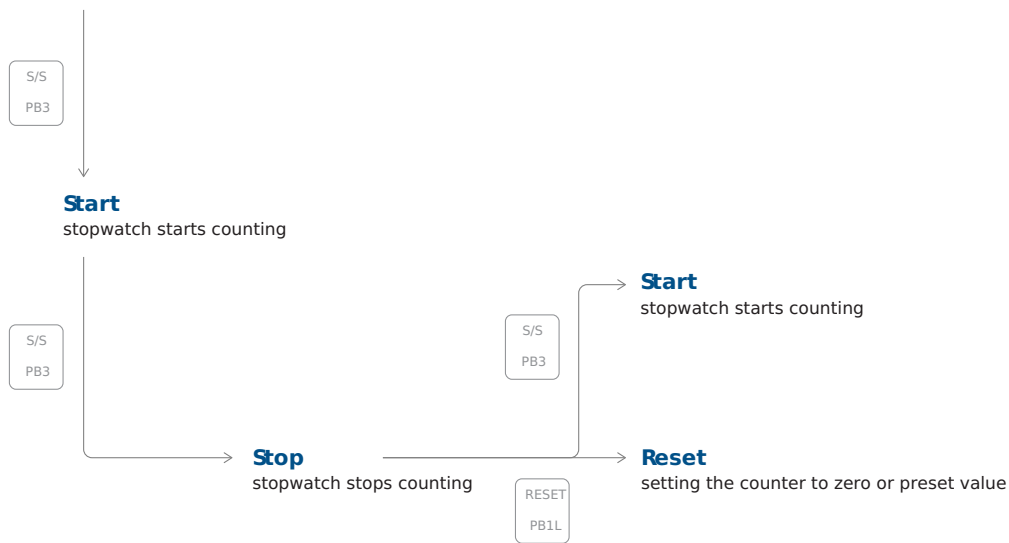 S/S
PB3
Start
stopwatch starts counting
Start
stopwatch starts counting
S/S
PB3
S/S
PB3
Stop
stopwatch stops counting
Reset
setting the counter to zero or preset value
RESET
PB1L